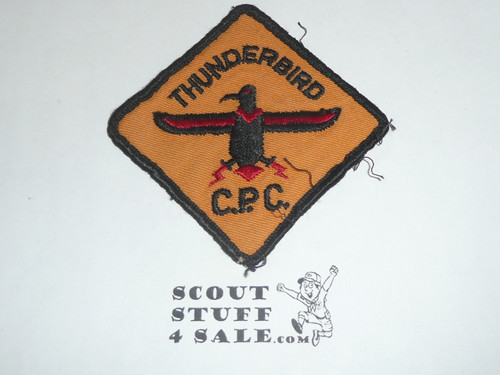 THUNDERBIRD
C.P.C.
SCOUT
STUFF
4 SALE.COM